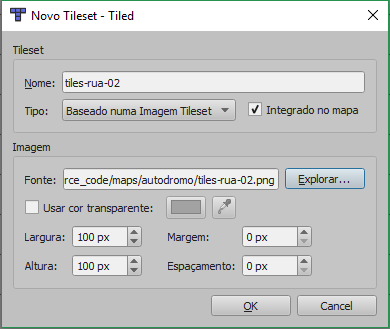 Novo Tileset - Tiled
Tileset
Nome: tiles-rua-02
Tipo: Baseado numa Imagem Tileset Integrado no mapa
Imagem
Fonte: rce_code/maps/autodromo/tiles-rua-02.png Explorar...
Usar cor transparente:
Largura: 100 px Margem: 0 px
Altura: 100 px Espaçamento: 0 px
OK Cancel